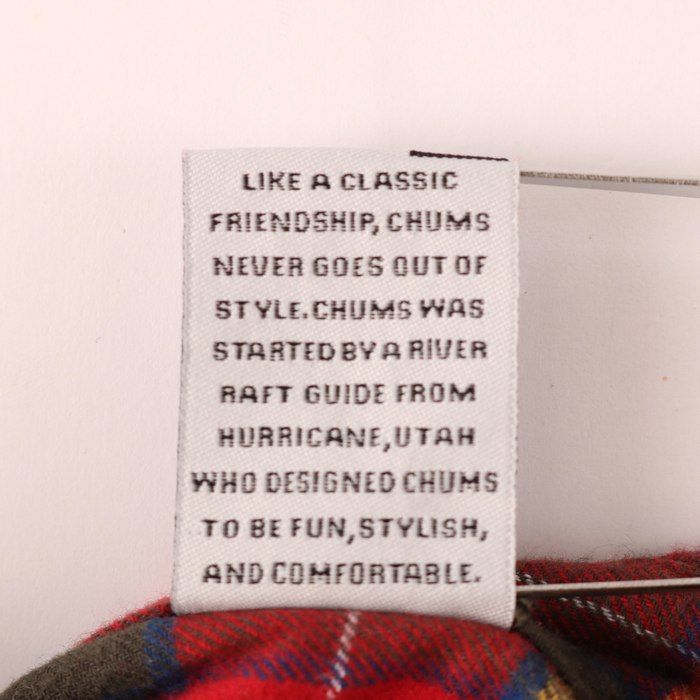 LIKE A CLASSIC
FRIENDSHIP, CHUMS
NEVER GOES OUT OF
STYLE.CHUMS WAS
STARTED BY A RIVER
RAFT GUIDE FROM
HURRICANE,UTAH
WHO DESIGNED CHUMS
TO BE FUN,STYLISH,
AND COMFORTABLE.